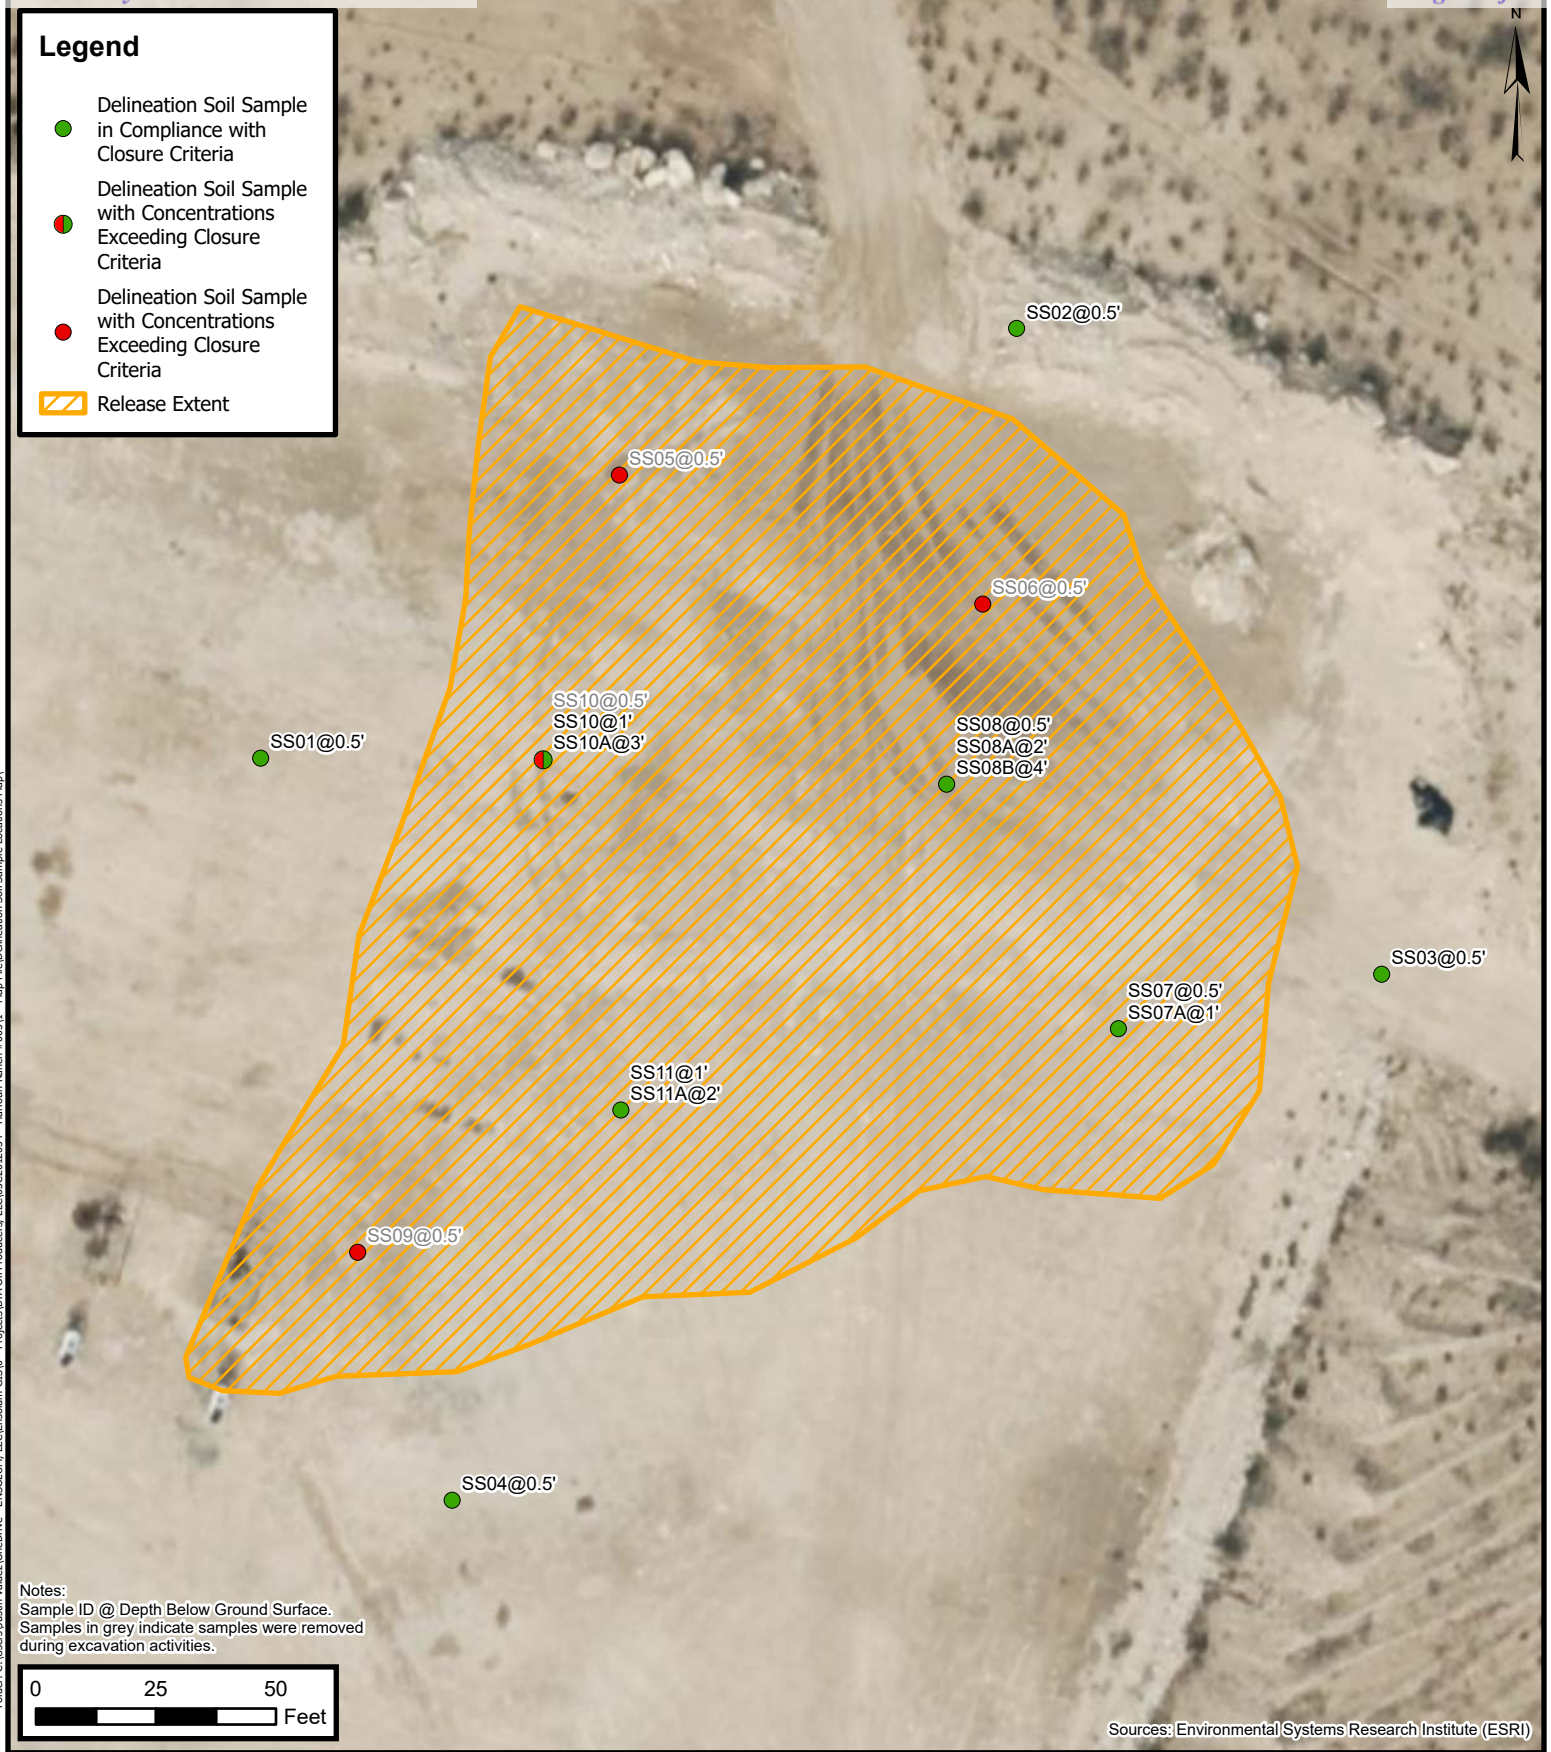 N
Legend
Delineation Soil Sample
in Compliance with
Closure Criteria
Delineation Soil Sample
with Concentrations
Exceeding Closure
Criteria
Delineation Soil Sample
with Concentrations
Exceeding Closure
Criteria
Release Extent
SS02@0.5'
SS05@0.5'
SS06@0.5'
SS10@0.5'
SS10@1'
SS10A@3'
SS08@0.5'
SS08A@2'
SS08B@4'
SS01@0.5'
SS03@0.5'
SS07@0.5'
SS07A@1'
SS11@1'
SS11A@2'
SS09@0.5'
SS04@0.5'
Notes:
Sample ID @ Depth Below Ground Surface.
Samples in grey indicate samples were removed
during excavation activities.
0 25 50
Feet
Sources: Environmental Systems Research Institute (ESRI)